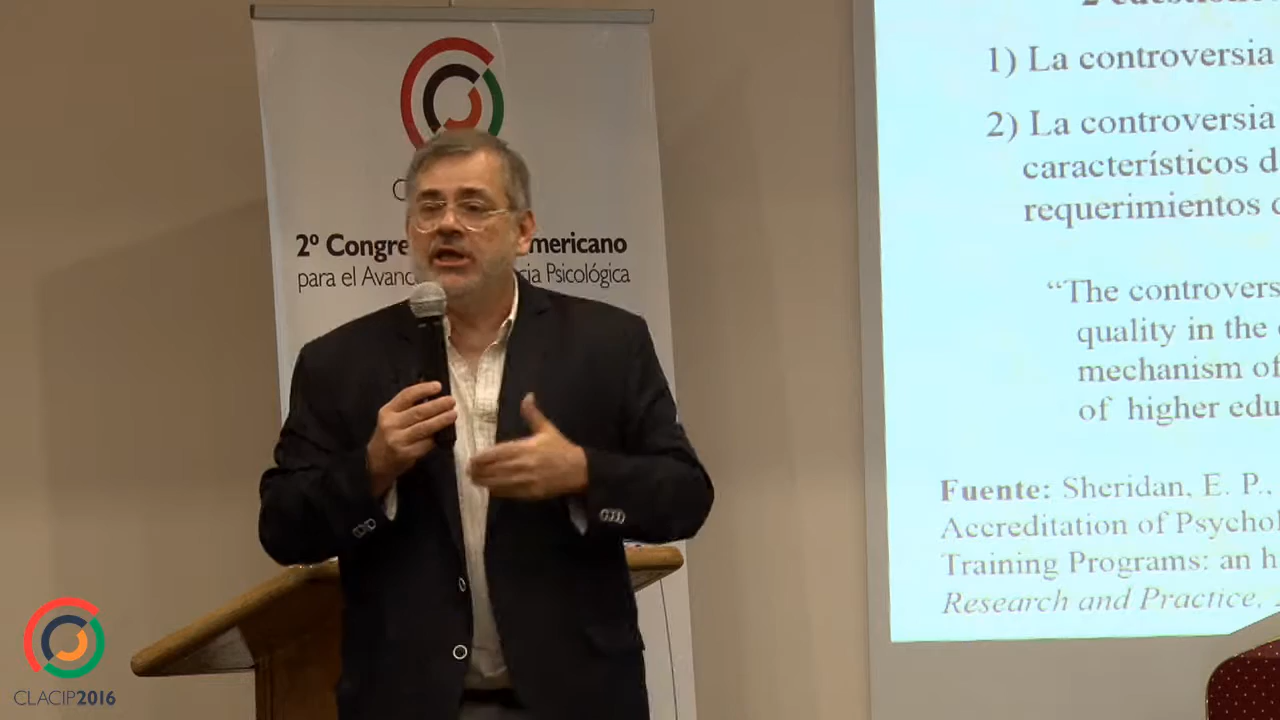 2º Congre mericano
para el Avanc cia Psicológica
1) La controversia
2) La controversia
característicos d
requerimientos
“The controvers
quality in the
mechanism of
of higher edu
Fuente: Sheridan, E. P.,
Accreditation of Psychol
Training Programs: an h
Research and Practice,
CLACIP2016